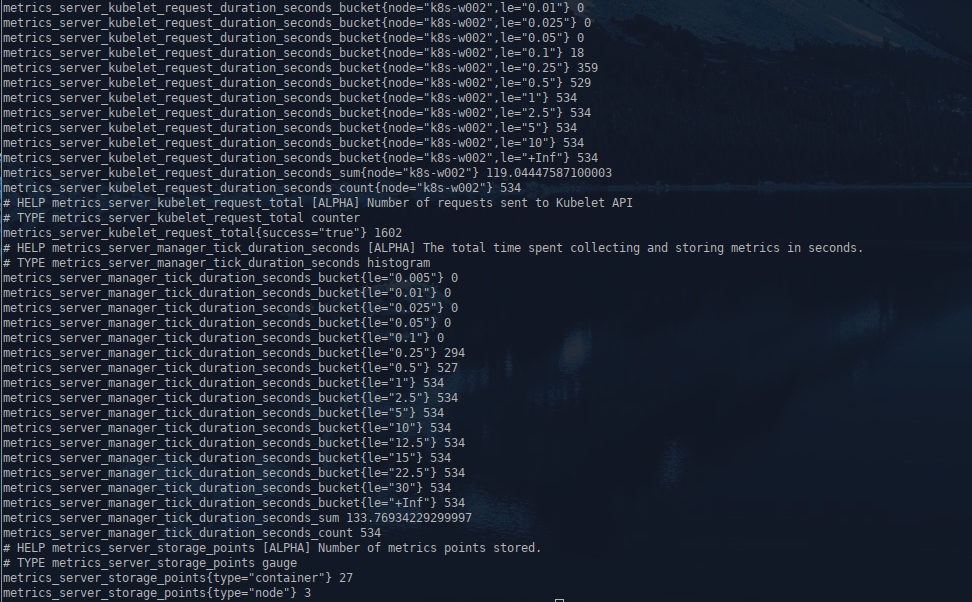 metrics_server_kubelet_request_duration_seconds_bucket{node="k8s-w002",le="0.01"} 0
metrics_server_kubelet_request_duration_seconds_bucket{node="k8s-w002",le="0.025"} 0
metrics_server_kubelet_request_duration_seconds_bucket{node="k8s-w002",le="0.05"} 0
metrics_server_kubelet_request_duration_seconds_bucket{node="k8s-w002",le="0.1"} 18
metrics_server_kubelet_request_duration_seconds_bucket{node="k8s-w002",le="0.25"} 359
metrics_server_kubelet_request_duration_seconds_bucket{node="k8s-w002",le="0.5"} 529
metrics_server_kubelet_request_duration_seconds_bucket{node="k8s-w002",le="1"} 534
metrics_server_kubelet_request_duration_seconds_bucket{node="k8s-w002",le="2.5"} 534
metrics_server_kubelet_request_duration_seconds_bucket{node="k8s-w002",le="5"} 534
metrics_server_kubelet_request_duration_seconds_bucket{node="k8s-w002",le="10"} 534
metrics_server_kubelet_request_duration_seconds_bucket{node="k8s-w002",le="+Inf"} 534
metrics_server_kubelet_request_duration_seconds_sum{node="k8s-w002"} 119.04447587100003
metrics_server_kubelet_request_duration_seconds_count{node="k8s-w002"} 534
# HELP metrics_server_kubelet_request_total [ALPHA] Number of requests sent to Kubelet API
# TYPE metrics_server_kubelet_request_total counter
metrics_server_kubelet_request_total{success="true"} 1602
# HELP metrics_server_manager_tick_duration_seconds [ALPHA] The total time spent collecting and storing metrics in seconds.
# TYPE metrics_server_manager_tick_duration_seconds histogram
metrics_server_manager_tick_duration_seconds_bucket{le="0.005"} 0
metrics_server_manager_tick_duration_seconds_bucket{le="0.01"} 0
metrics_server_manager_tick_duration_seconds_bucket{le="0.025"} 0
metrics_server_manager_tick_duration_seconds_bucket{le="0.05"} 0
metrics_server_manager_tick_duration_seconds_bucket{le="0.1"} 0
metrics_server_manager_tick_duration_seconds_bucket{le="0.25"} 294
metrics_server_manager_tick_duration_seconds_bucket{le="0.5"} 527
metrics_server_manager_tick_duration_seconds_bucket{le="1"} 534
metrics_server_manager_tick_duration_seconds_bucket{le="2.5"} 534
metrics_server_manager_tick_duration_seconds_bucket{le="5"} 534
metrics_server_manager_tick_duration_seconds_bucket{le="10"} 534
metrics_server_manager_tick_duration_seconds_bucket{le="12.5"} 534
metrics_server_manager_tick_duration_seconds_bucket{le="15"} 534
metrics_server_manager_tick_duration_seconds_bucket{le="22.5"} 534
metrics_server_manager_tick_duration_seconds_bucket{le="30"} 534
metrics_server_manager_tick_duration_seconds_bucket{le="+Inf"} 534
metrics_server_manager_tick_duration_seconds_sum 133.76934229299997
metrics_server_manager_tick_duration_seconds_count 534
# HELP metrics_server_storage_points [ALPHA] Number of metrics points stored.
# TYPE metrics_server_storage_points gauge
metrics_server_storage_points{type="container"} 27
metrics_server_storage_points{type="node"} 3